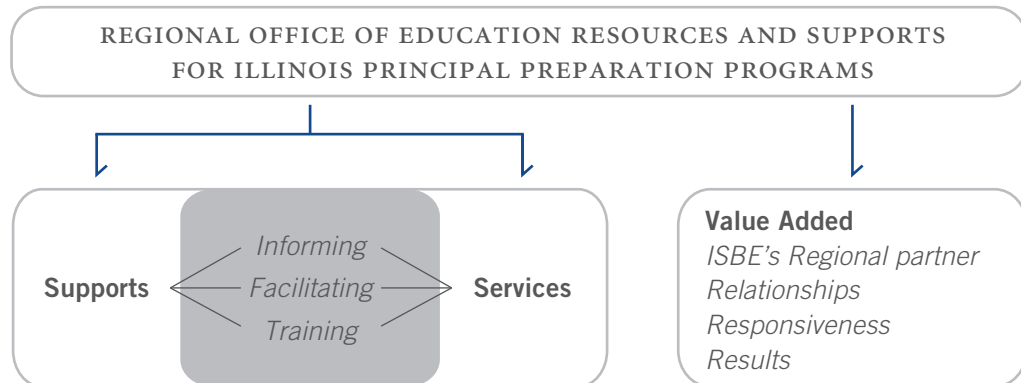 REGIONAL OFFICE OF EDUCATION RESOURCES AND SUPPORTS
FOR ILLINOIS PRINCIPAL PREPARATION PROGRAMS
Supports
Informing
Facilitating
Training
Services
Value Added
ISBE's Regional partner
Relationships
Responsiveness
Results